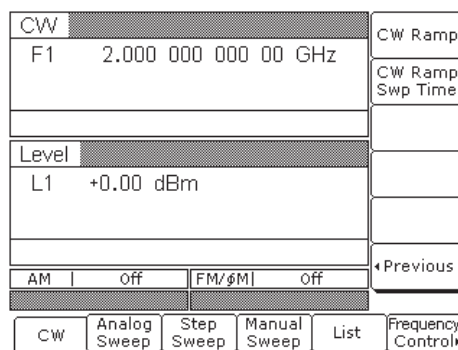 CW
F1 2.000 000 000 00 GHz
Level
L1 +0.00 dBm
AM | Off FM/ɸM| Off
CW Ramp
CW Ramp
Swp Time
◂Previous
CW
Analog
Sweep
Step
Sweep
Manual
Sweep
List
Frequency
Control▸